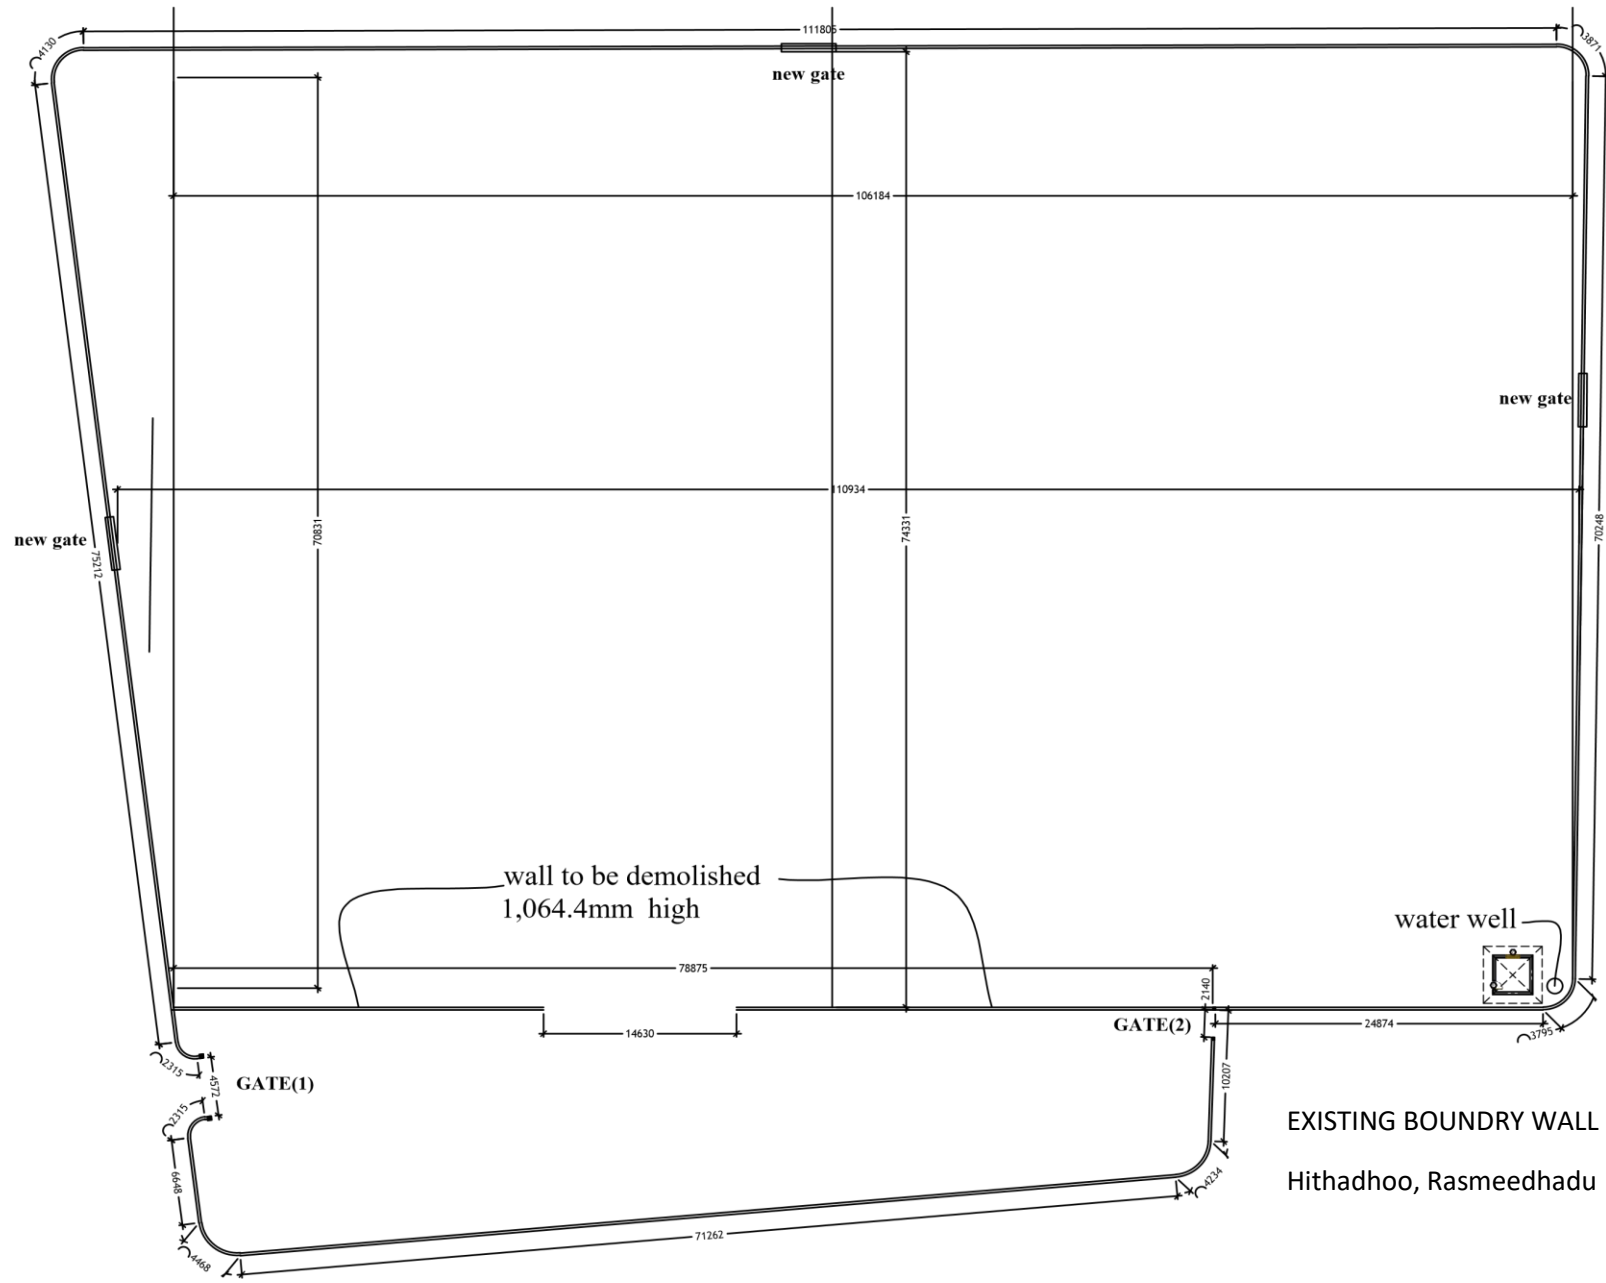 111805
4130
3871
new gate
106184
new gate
110934
70831
74331
70248
new gate
75212
wall to be demolished
1,064.4mm high
water well
78875
2140
GATE(2)
14630
24874
3795
2315
4572
GATE(1)
10207
2315
6648
4234
71262
4468
EXISTING BOUNDRY WALL
Hithadhoo, Rasmeedhadu